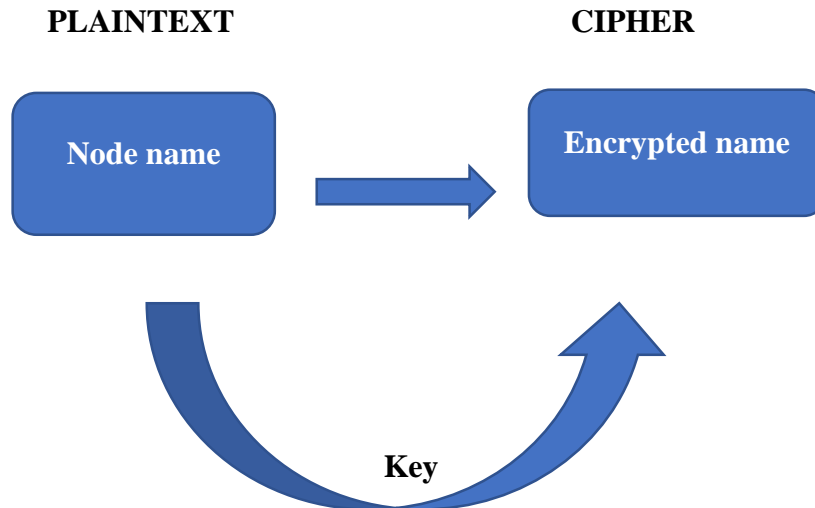 PLAINTEXT
CIPHER
Node name
Encrypted name
Key